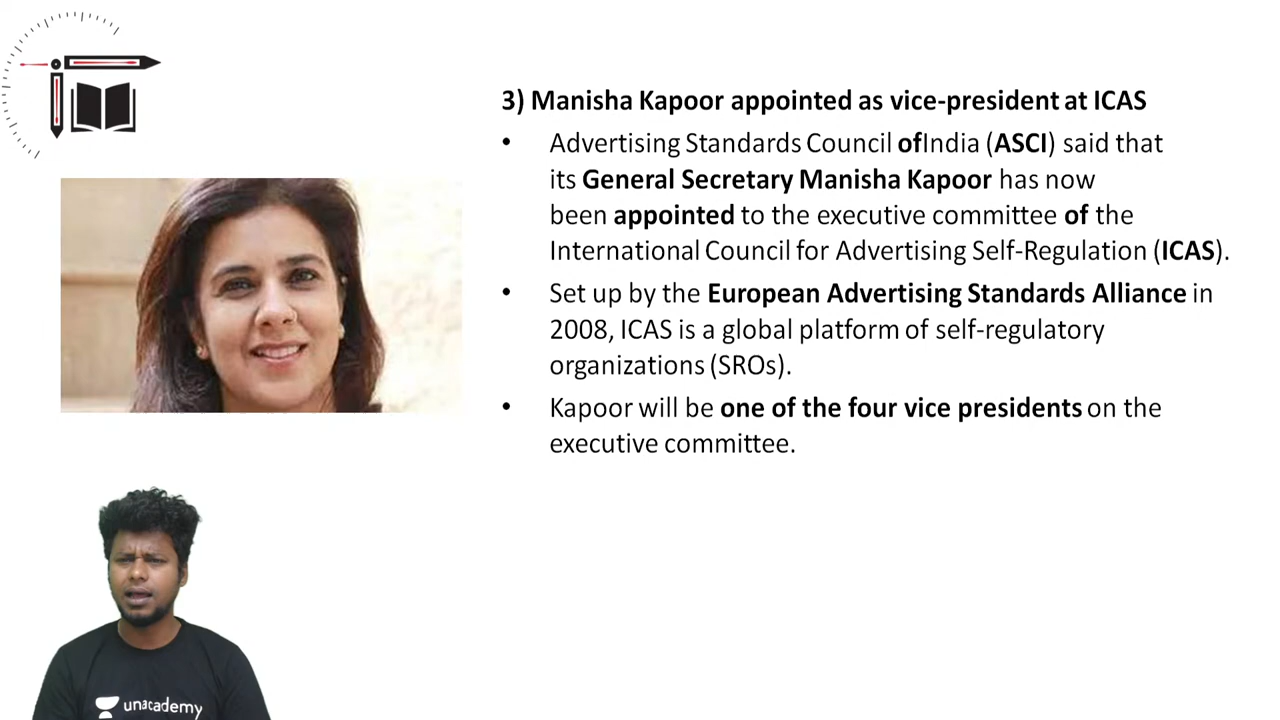 3) Manisha Kapoor appointed as vice-president at ICAS
• Advertising Standards Council ofIndia (ASCI) said that
its General Secretary Manisha Kapoor has now
been appointed to the executive committee of the
International Council for Advertising Self-Regulation (ICAS).
• Set up by the European Advertising Standards Alliance in
2008, ICAS is a global platform of self-regulatory
organizations (SROs).
• Kapoor will be one of the four vice presidents on the
executive committee.
unacademy